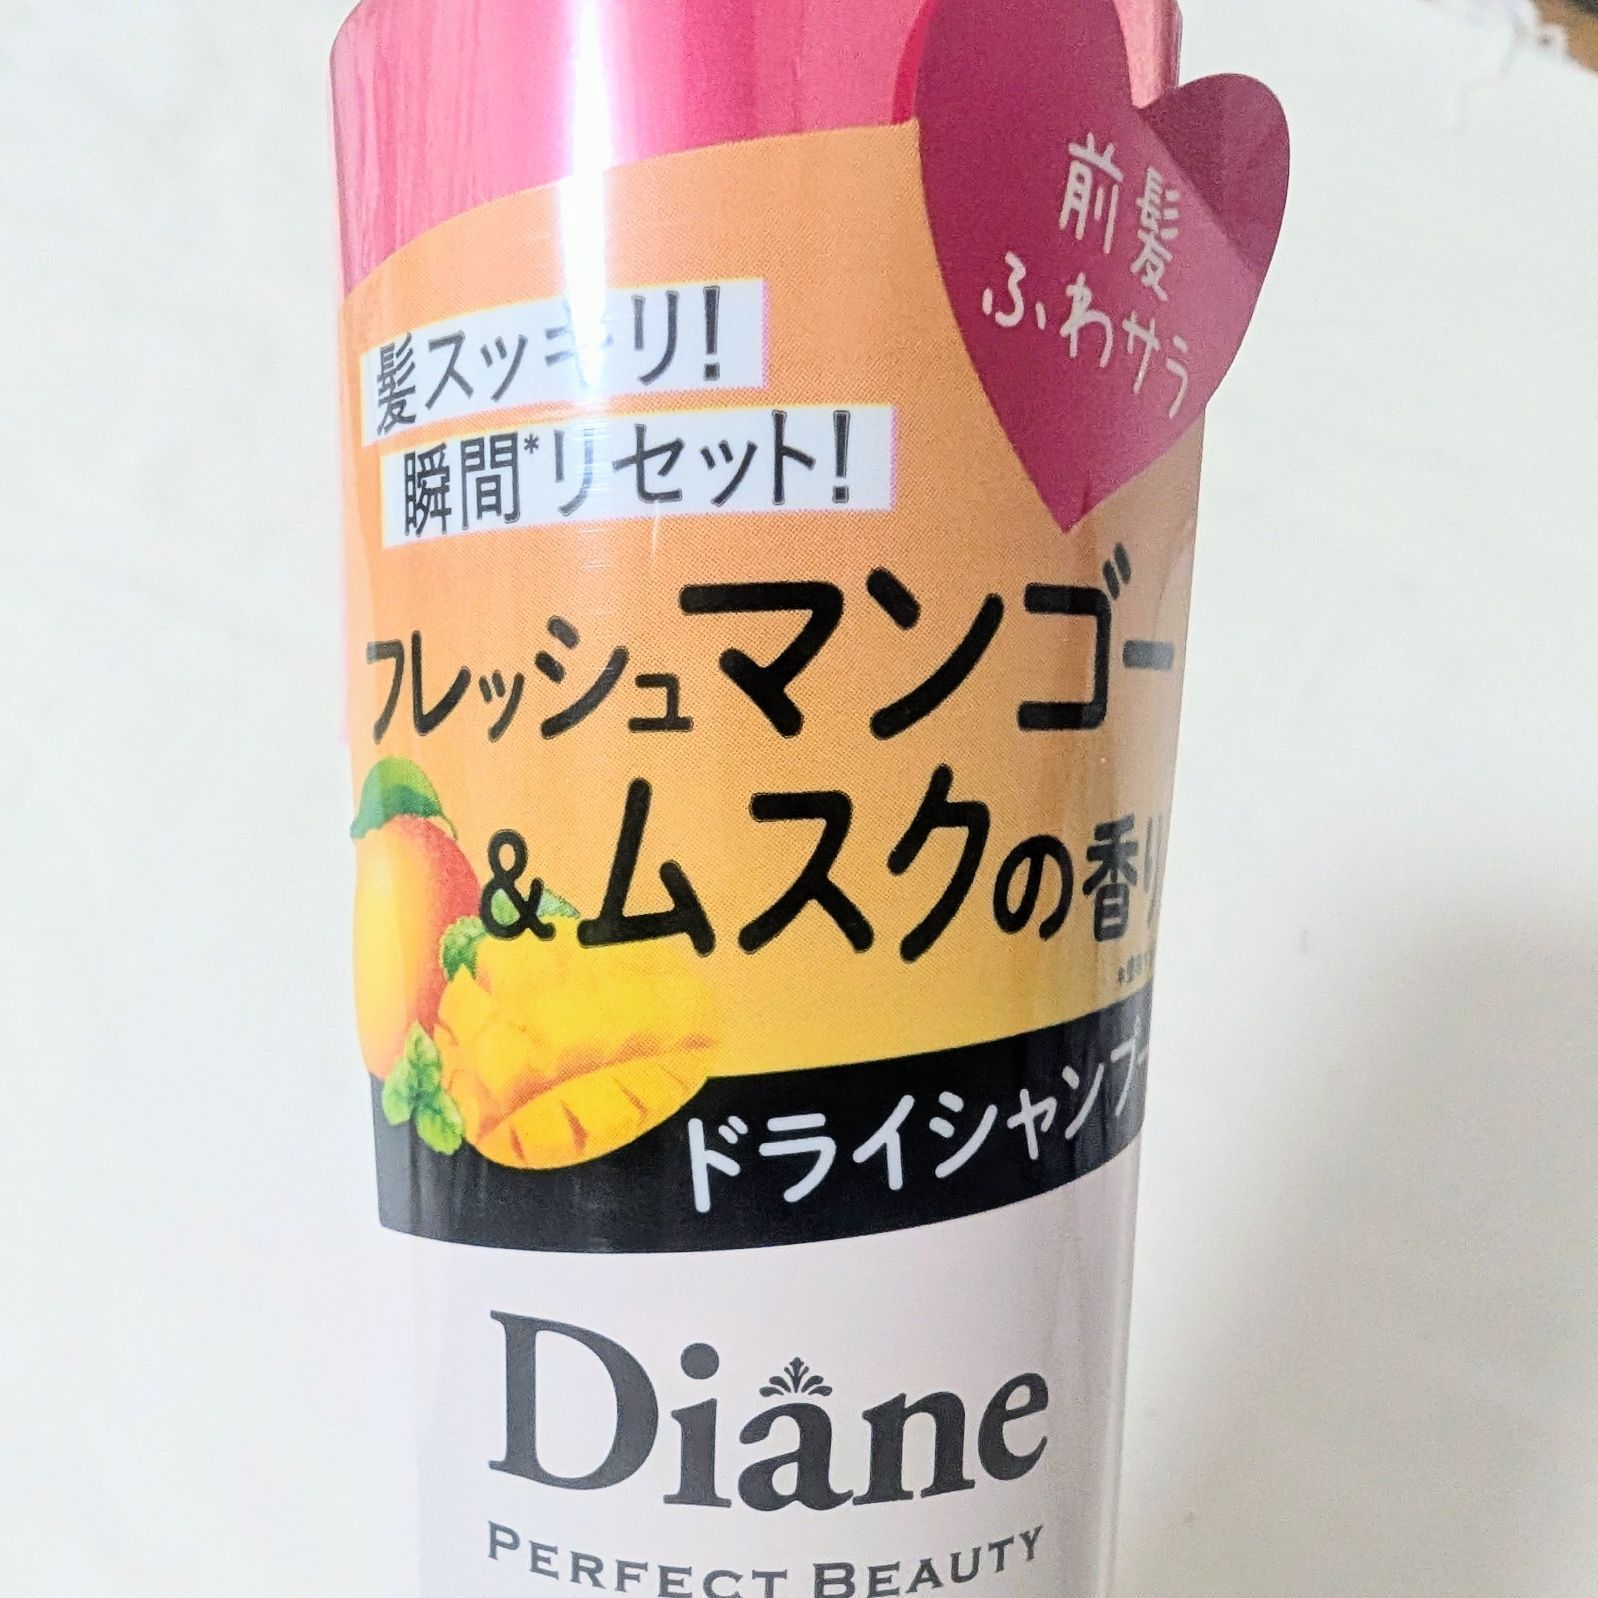 前髪
ふわサラ
髪スッキリ!
瞬間*リセット!
フレッシュマンゴー
&ムスクの香り
ドライシャンプー
Diane
PERFECT BEAUTY